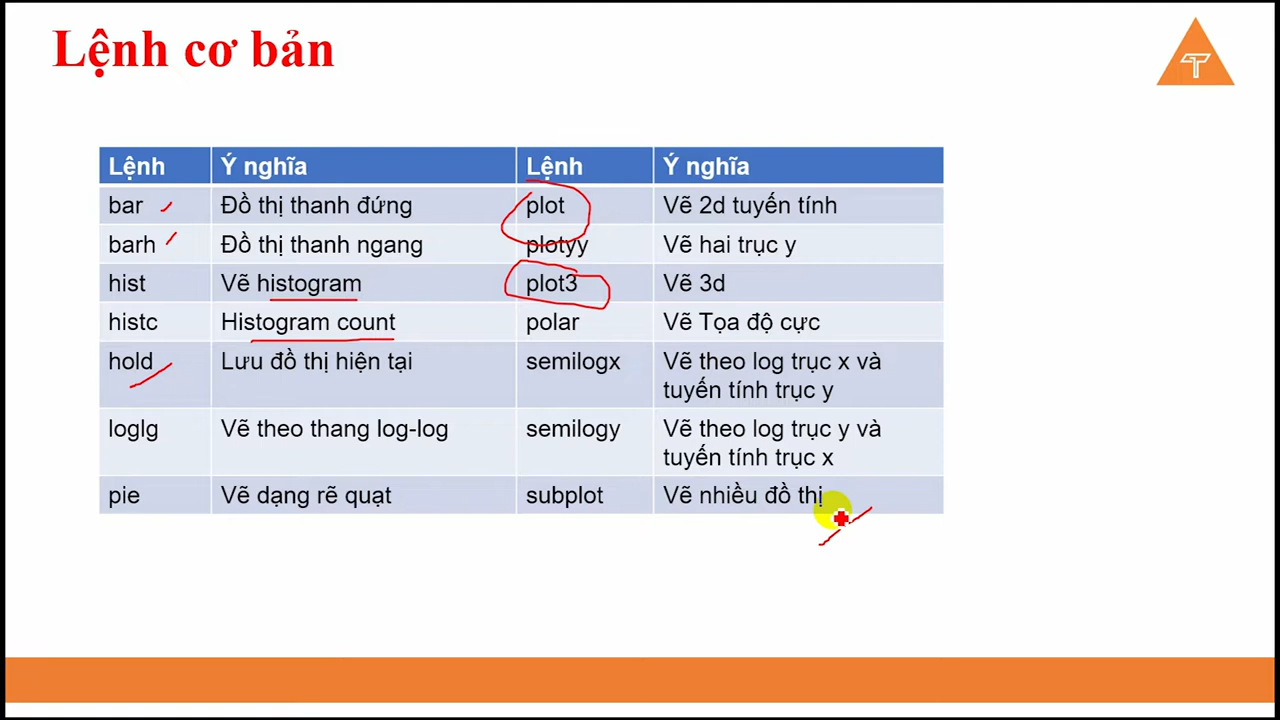 Lệnh cơ bản
T
Lệnh Ý nghĩa Lệnh Ý nghĩa
bar Đồ thị thanh đứng plot Vẽ 2d tuyến tính
barh Đồ thị thanh ngang plotyy Vẽ hai trục y
hist Vẽ histogram plot3 Vẽ 3d
histc Histogram count polar Vẽ Tọa độ cực
hold Lưu đồ thị hiện tại semilogx Vẽ theo log trục x và
tuyến tính trục y
loglg Vẽ theo thang log-log semilogy Vẽ theo log trục y và
tuyến tính trục x
pie Vẽ dạng rẽ quạt subplot Vẽ nhiều đồ thị